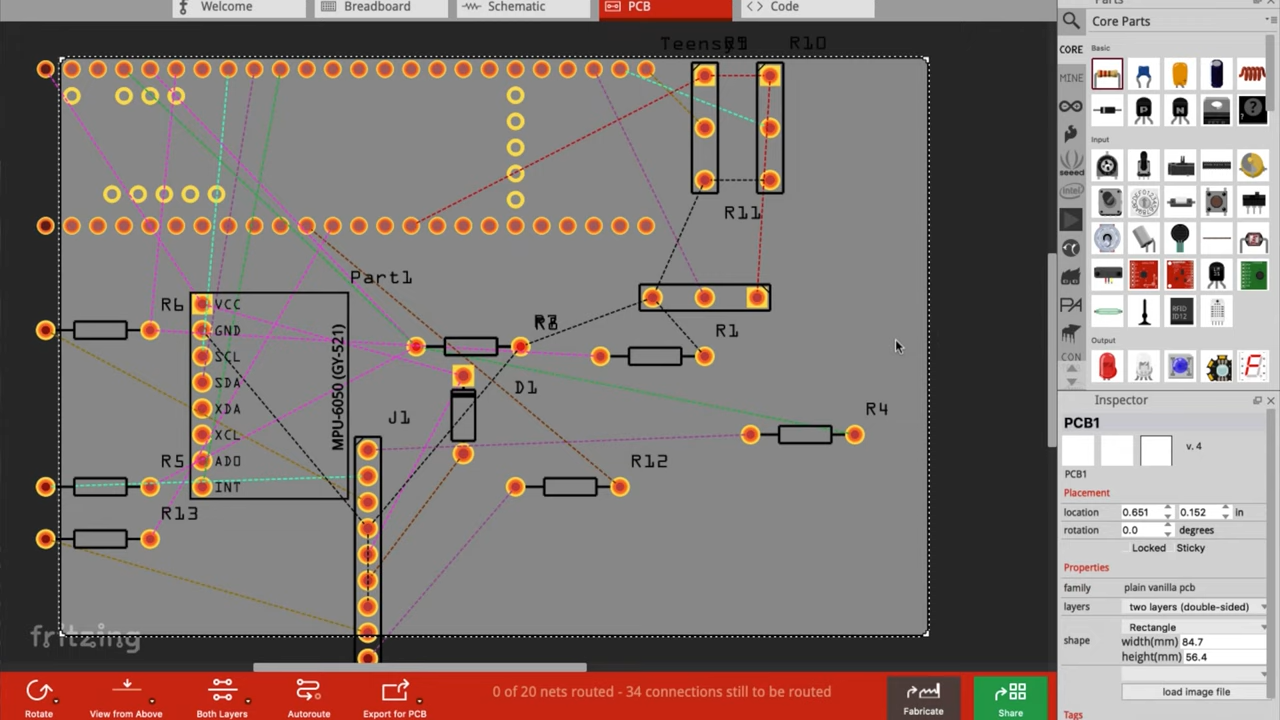 Welcome
Breadboard
Schematic
PCB
Code
Parts
Core Parts
CORE
MINE
seeed
intel
PA
CON
Basic
Input
Output
RFID
ID12
R10
R11
Part1
R6
VCC
GND
SCL
SDA
XDA
XCL
AD0
INT
MPU-6050 (GY-521)
R1
D1
J1
R4
R12
R5
R13
fritzing
Inspector
PCB1
v. 4
PCB1
Placement
location 0.651 0.152 in
rotation 0.0 degrees
Locked Sticky
Properties
family plain vanilla pcb
layers two layers (double-sided)
shape Rectangle
width(mm) 84.7
height(mm) 56.4
load image file
Tags
Rotate
View from Above
Both Layers
Autoroute
Export for PCB
0 of 20 nets routed - 34 connections still to be routed
Fabricate
Share